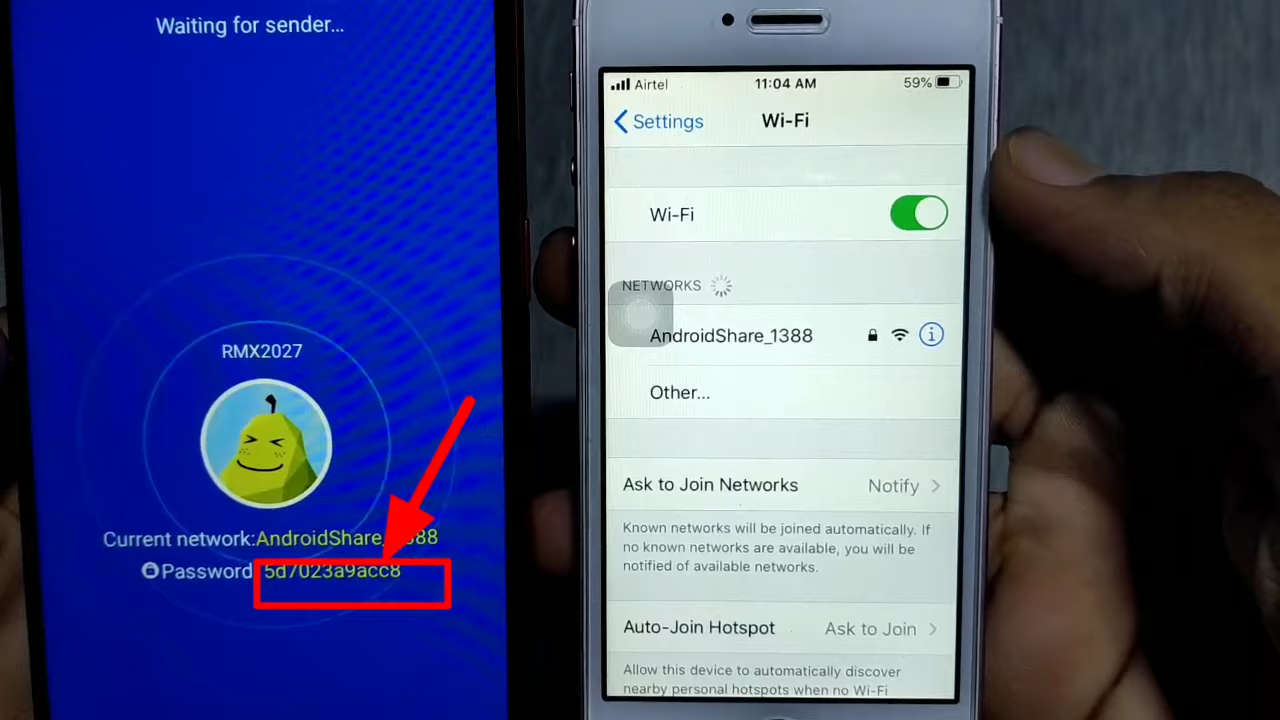 Waiting for sender...
RMX2027
Current network:AndroidShare_1388
Password 5d7023a9acc8
Airtel
11:04 AM
59%
Settings
Wi-Fi
Wi-Fi
NETWORKS
AndroidShare_1388
Other...
Ask to Join Networks
Notify
Known networks will be joined automatically. If
no known networks are available, you will be
notified of available networks.
Auto-Join Hotspot
Ask to Join
Allow this device to automatically discover
nearby personal hotspots when no Wi-Fi